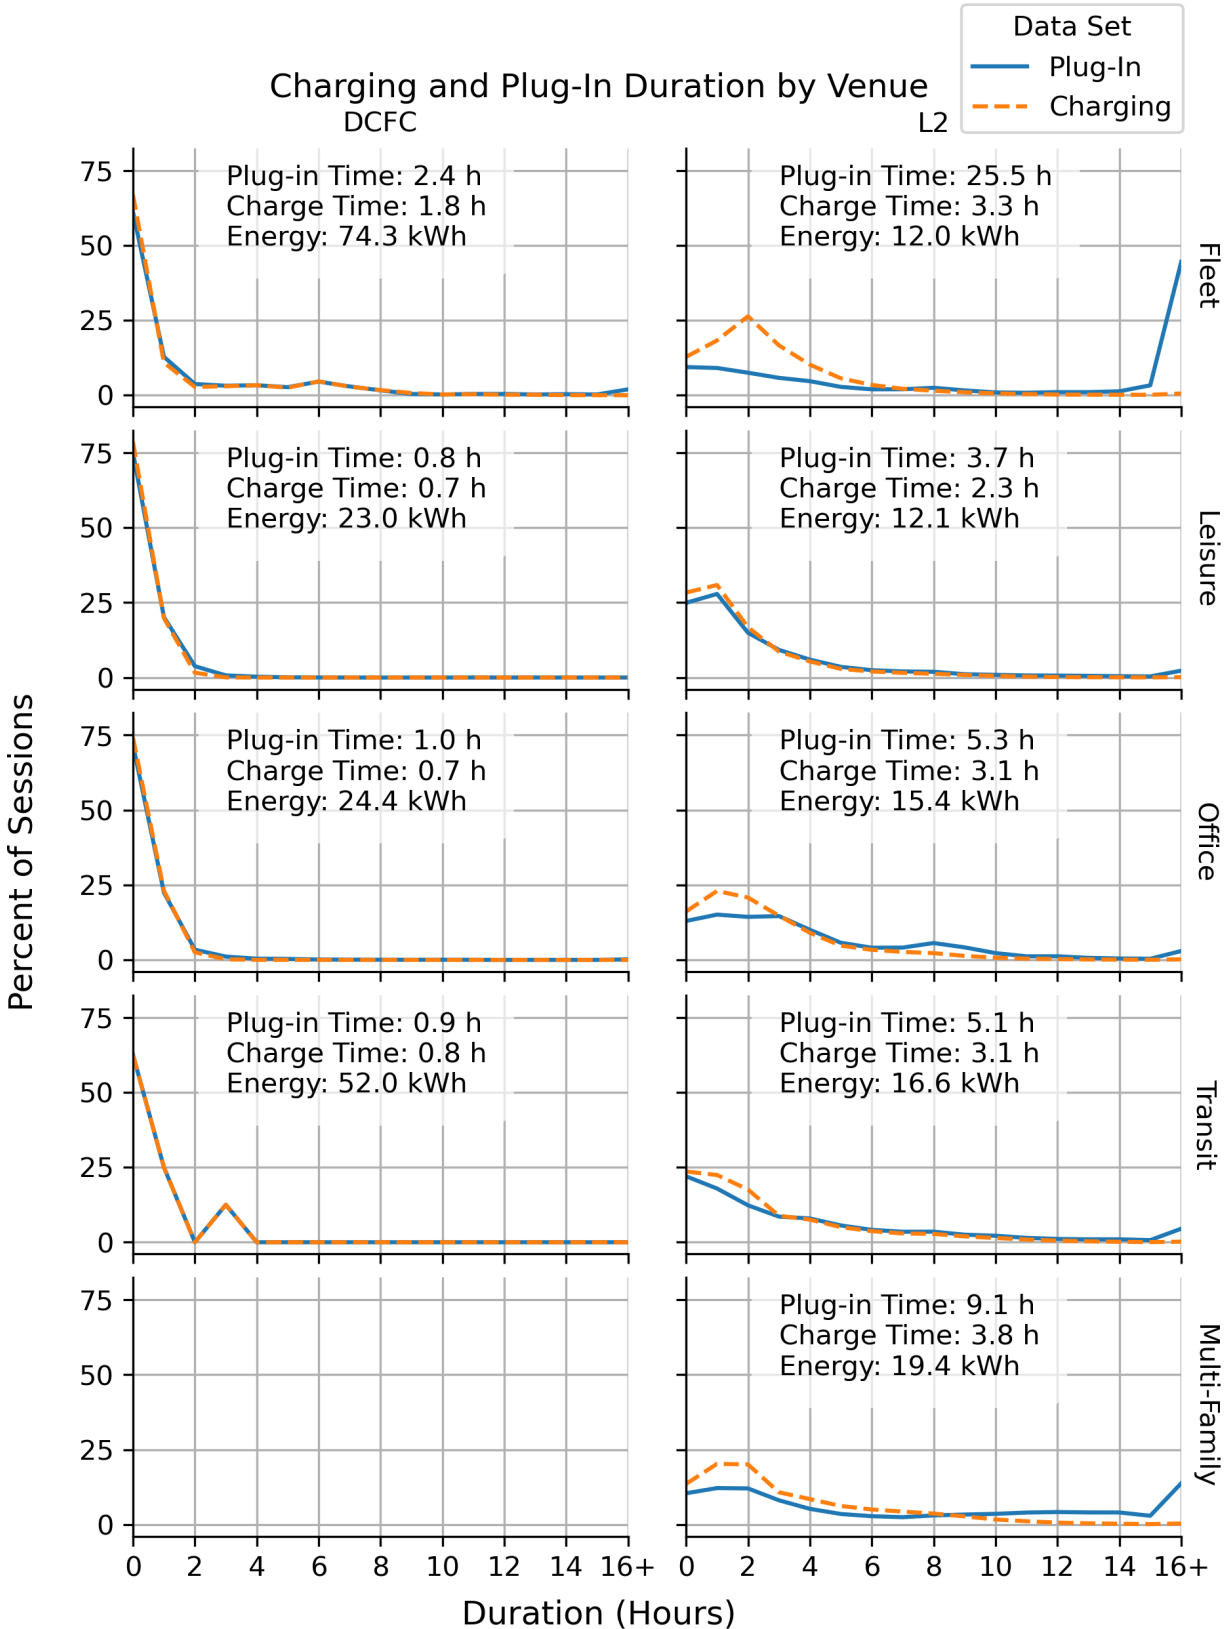 Data Set
Plug-In
Charging
Charging and Plug-In Duration by Venue
DCFC
L2
75
50
25
0
Plug-in Time: 2.4 h
Charge Time: 1.8 h
Energy: 74.3 kWh
Plug-in Time: 25.5 h
Charge Time: 3.3 h
Energy: 12.0 kWh
Fleet
75
50
25
0
Plug-in Time: 0.8 h
Charge Time: 0.7 h
Energy: 23.0 kWh
Plug-in Time: 3.7 h
Charge Time: 2.3 h
Energy: 12.1 kWh
Leisure
Percent of Sessions
75
50
25
0
Plug-in Time: 1.0 h
Charge Time: 0.7 h
Energy: 24.4 kWh
Plug-in Time: 5.3 h
Charge Time: 3.1 h
Energy: 15.4 kWh
Office
75
50
25
0
Plug-in Time: 0.9 h
Charge Time: 0.8 h
Energy: 52.0 kWh
Plug-in Time: 5.1 h
Charge Time: 3.1 h
Energy: 16.6 kWh
Transit
75
50
25
0
Plug-in Time: 9.1 h
Charge Time: 3.8 h
Energy: 19.4 kWh
Multi-Family
0 2 4 6 8 10 12 14 16+
0 2 4 6 8 10 12 14 16+
Duration (Hours)